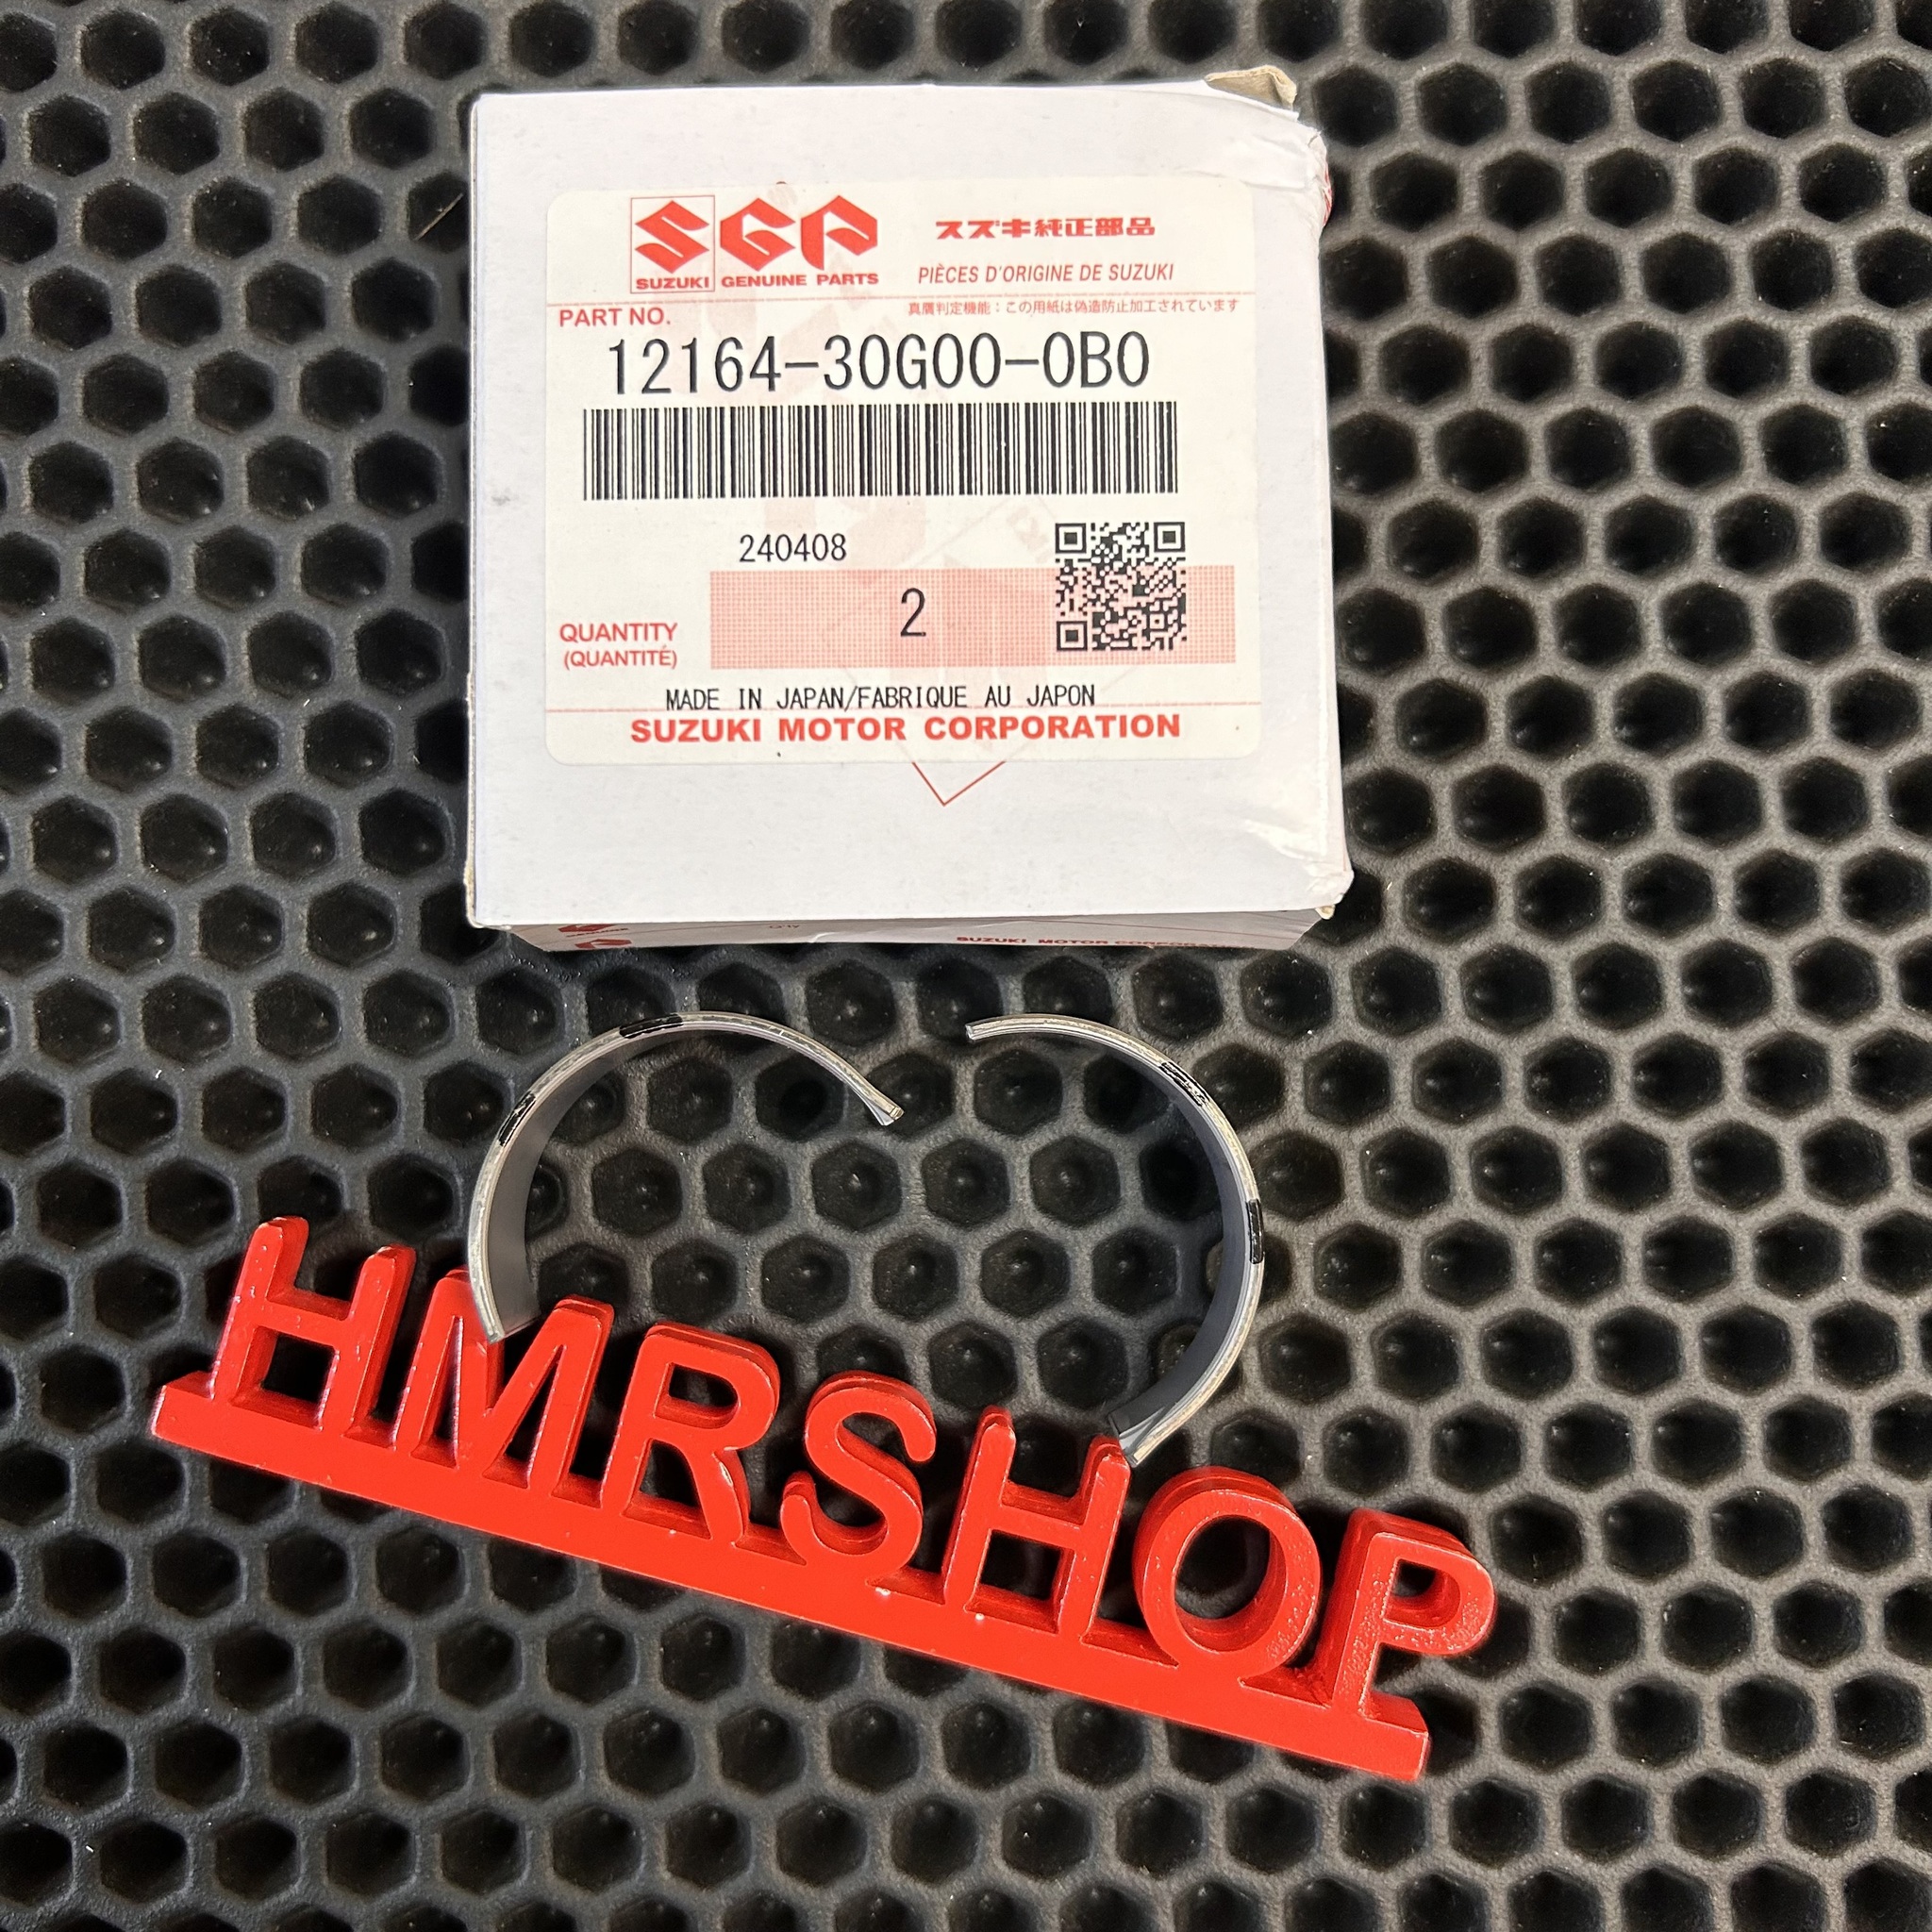 SGP
SUZUKI GENUINE PARTS
スズキ純正部品
PIÈCES D'ORIGINE DE SUZUKI
PART NO.
真贋判定機能：この用紙は偽造防止加工されています
12164-30G00-0B0
240408
QUANTITY
(QUANTITÉ)
2
MADE IN JAPAN/FABRIQUE AU JAPON
SUZUKI MOTOR CORPORATION
SUZUKI MOTOR CORPORATION
HMRSHOP